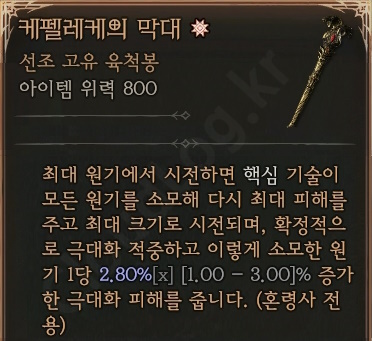 케펠레케의 막대
선조 고유 육척봉
아이템 위력 800
최대 원기에서 시전하면 핵심 기술이
모든 원기를 소모해 다시 최대 피해를
주고 최대 크기로 시전되며, 확정적으
로 극대화 적중하고 이렇게 소모한 원
기 1당 2.80%[x] [1.00 - 3.00]% 증가
한 극대화 피해를 줍니다. (혼령사 전
용)